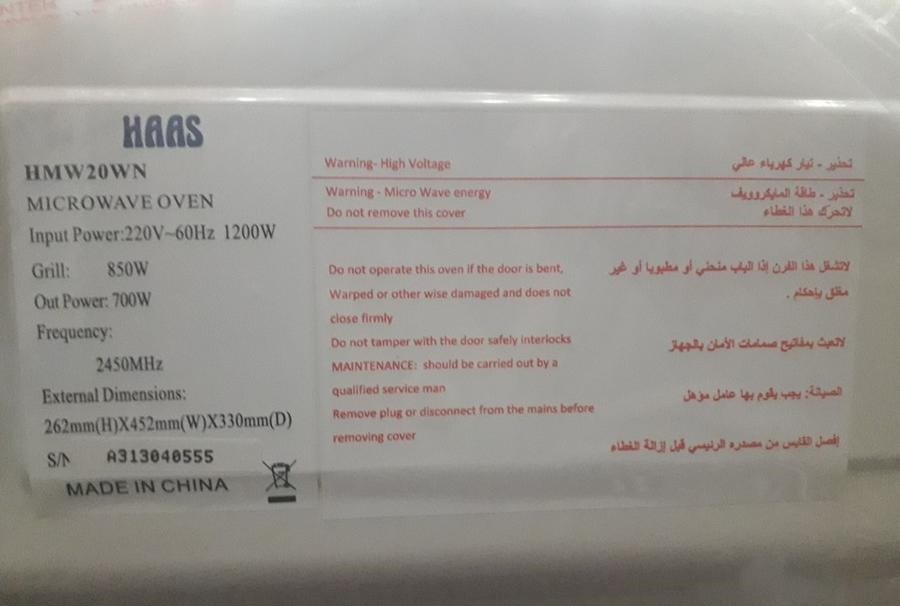 HAAS
HMW20WN
MICROWAVE OVEN
Input Power:220V~60Hz 1200W
Grill: 850W
Out Power: 700W
Frequency:
2450MHz
External Dimensions:
262mm(H)X452mm(W)X330mm(D)
S/N A313040555
MADE IN CHINA
Warning- High Voltage
تحذير - تيار كهرباء عالي
Warning - Micro Wave energy
تحذير - طاقة المايكروويف
Do not remove this cover
لاتحرك هذا الغطاء
Do not operate this oven if the door is bent,
Warped or other wise damaged and does not
close firmly
Do not tamper with the door safely interlocks
MAINTENANCE: should be carried out by a
qualified service man
Remove plug or disconnect from the mains before
removing cover
لاتشغل هذا الفرن إذا الباب منحني أو مطبويا أو غير
مغلق بإحكام .
لاتعبث بمفاتيح صمامات الأمان بالجهاز
الصيانة: يجب يقوم بها عامل مؤهل
إفصل القابس من مصدره الرئيسي قبل إزالة الغطاء